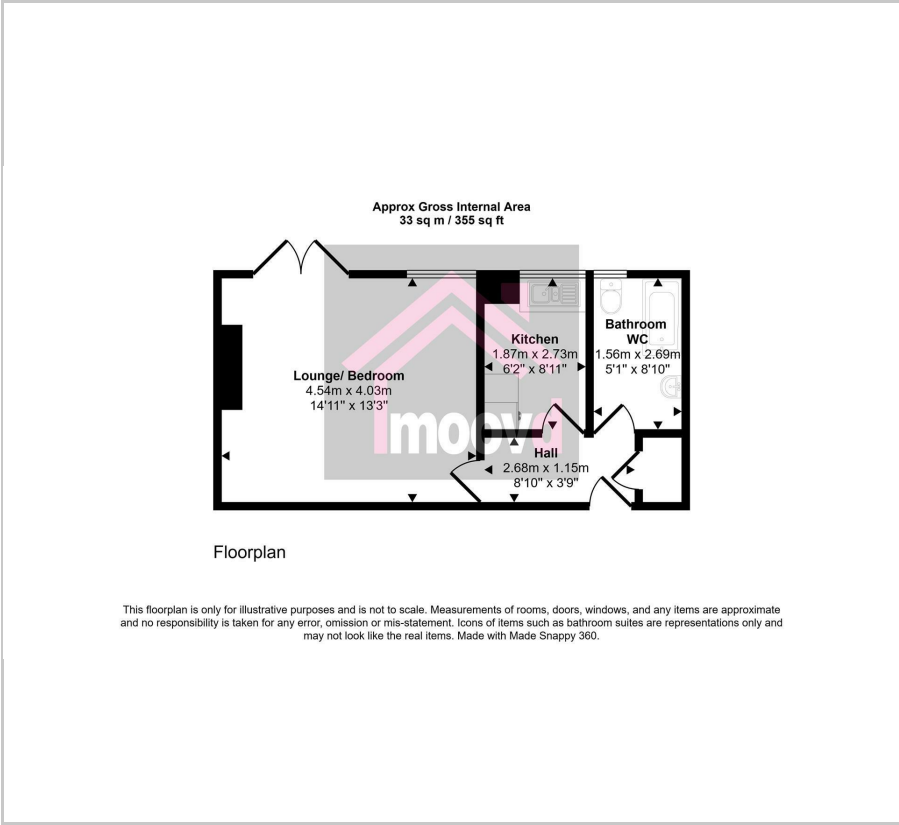 Approx Gross Internal Area
33 sq m / 355 sq ft
Lounge/ Bedroom
4.54m x 4.03m
14'11" x 13'3"
Kitchen
1.87m x 2.73m
6'2" x 8'11"
Bathroom
WC
1.56m x 2.69m
5'1" x 8'10"
moovd
Hall
2.68m x 1.15m
8'10" x 3'9"
Floorplan
This floorplan is only for illustrative purposes and is not to scale. Measurements of rooms, doors, windows, and any items are approximate
and no responsibility is taken for any error, omission or mis-statement. Icons of items such as bathroom suites are representations only and
may not look like the real items. Made with Made Snappy 360.